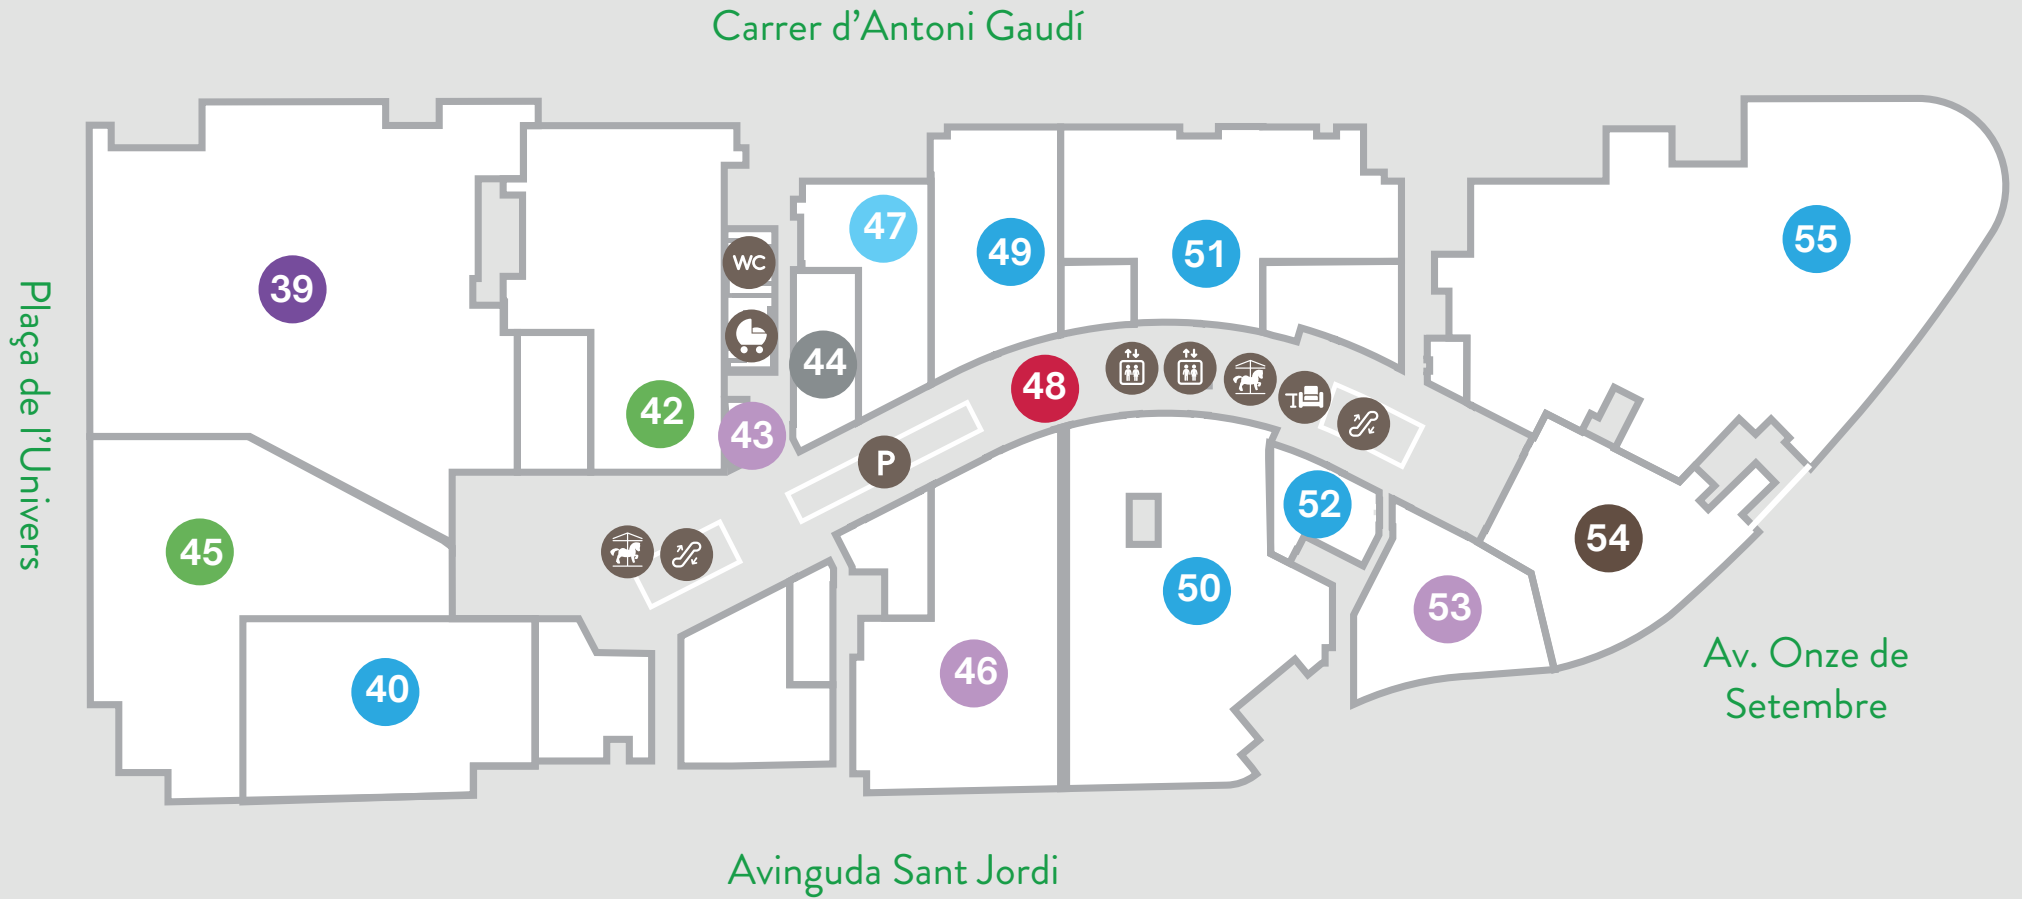 Carrer d'Antoni Gaudí
Plaça de l'Univers
39
42
WC
43
44
47
49
48
51
55
45
40
P
46
50
52
53
54
Av. Onze de
Setembre
Avinguda Sant Jordi